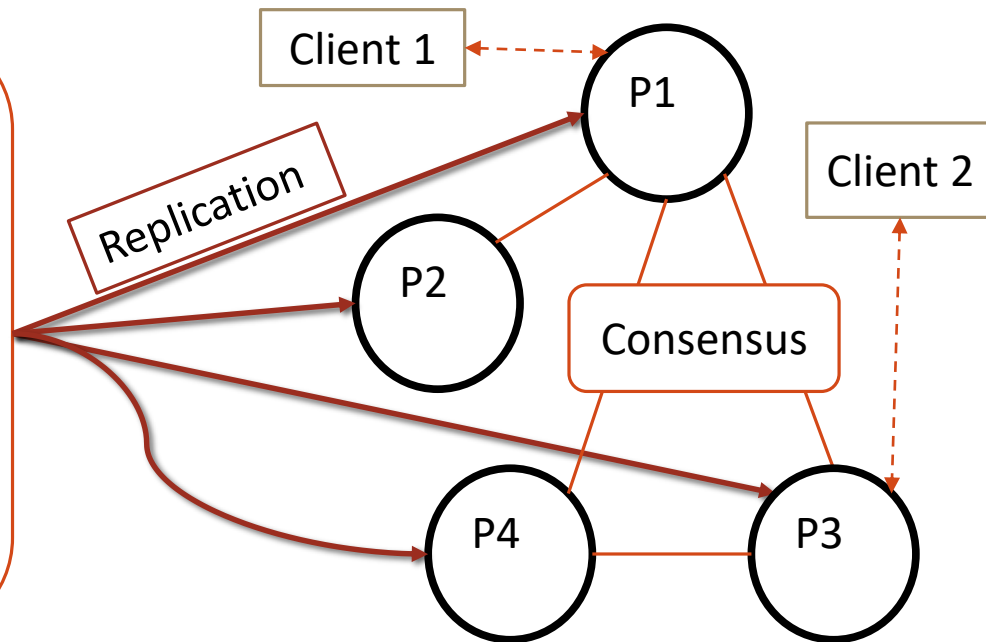 Client 1
P1
Replication
Client 2
P2
Consensus
P4
P3